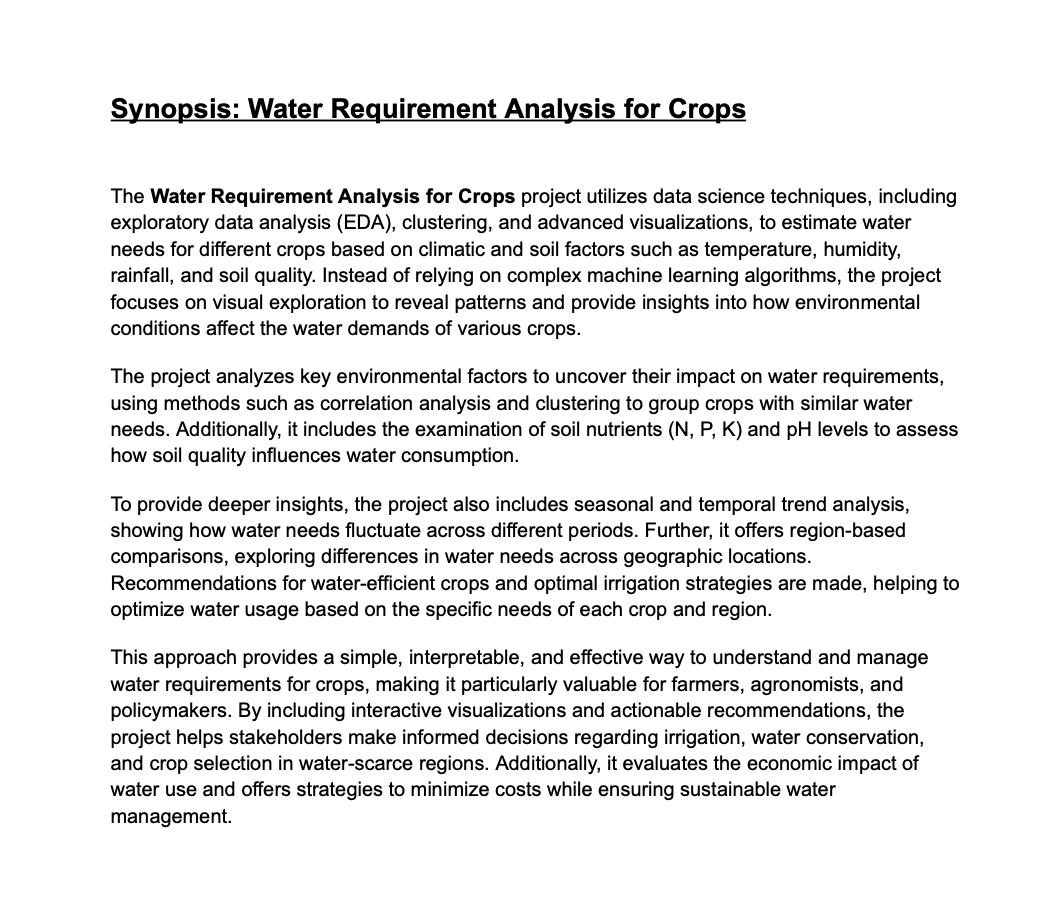 Synopsis: Water Requirement Analysis for Crops
The Water Requirement Analysis for Crops project utilizes data science techniques, including
exploratory data analysis (EDA), clustering, and advanced visualizations, to estimate water
needs for different crops based on climatic and soil factors such as temperature, humidity,
rainfall, and soil quality. Instead of relying on complex machine learning algorithms, the project
focuses on visual exploration to reveal patterns and provide insights into how environmental
conditions affect the water demands of various crops.
The project analyzes key environmental factors to uncover their impact on water requirements,
using methods such as correlation analysis and clustering to group crops with similar water
needs. Additionally, it includes the examination of soil nutrients (N, P, K) and pH levels to assess
how soil quality influences water consumption.
To provide deeper insights, the project also includes seasonal and temporal trend analysis,
showing how water needs fluctuate across different periods. Further, it offers region-based
comparisons, exploring differences in water needs across geographic locations.
Recommendations for water-efficient crops and optimal irrigation strategies are made, helping to
optimize water usage based on the specific needs of each crop and region.
This approach provides a simple, interpretable, and effective way to understand and manage
water requirements for crops, making it particularly valuable for farmers, agronomists, and
policymakers. By including interactive visualizations and actionable recommendations, the
project helps stakeholders make informed decisions regarding irrigation, water conservation,
and crop selection in water-scarce regions. Additionally, it evaluates the economic impact of
water use and offers strategies to minimize costs while ensuring sustainable water
management.